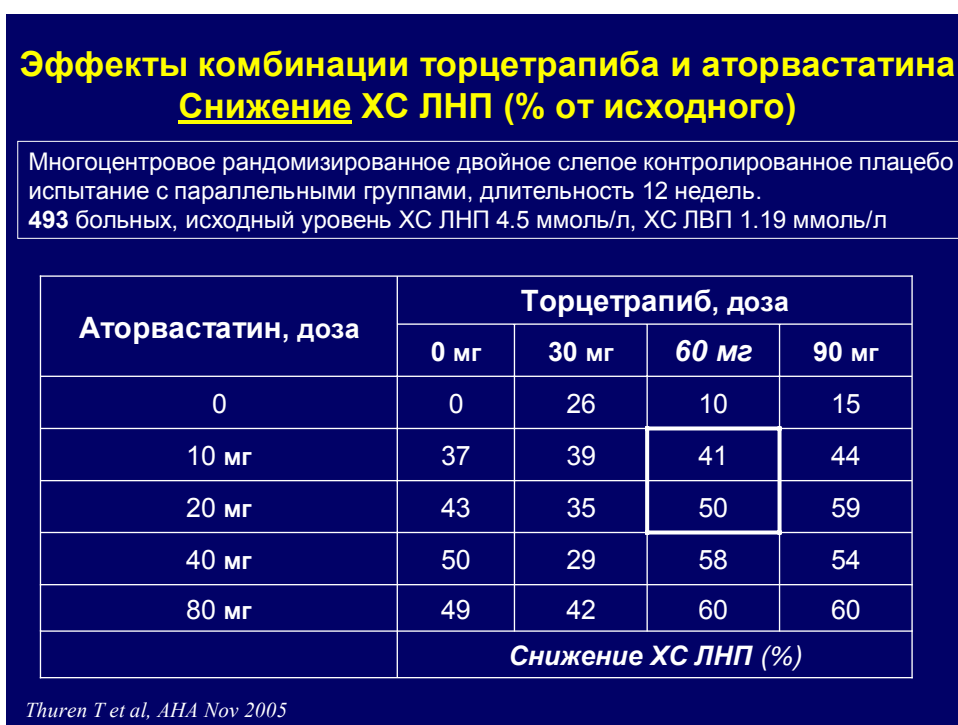 Эффекты комбинации торцетрапиба и аторвастатина
Снижение ХС ЛНП (% от исходного)
Многоцентровое рандомизированное двойное слепое контролированное плацебо
испытание с параллельными группами, длительность 12 недель.
493 больных, исходный уровень ХС ЛНП 4.5 ммоль/л, ХС ЛВП 1.19 ммоль/л
Аторвастатин, доза
Торцетрапиб, доза
0 мг 30 мг 60 мг 90 мг
0 0 26 10 15
10 мг 37 39 41 44
20 мг 43 35 50 59
40 мг 50 29 58 54
80 мг 49 42 60 60
Снижение ХС ЛНП (%)
Thuren T et al, AHA Nov 2005